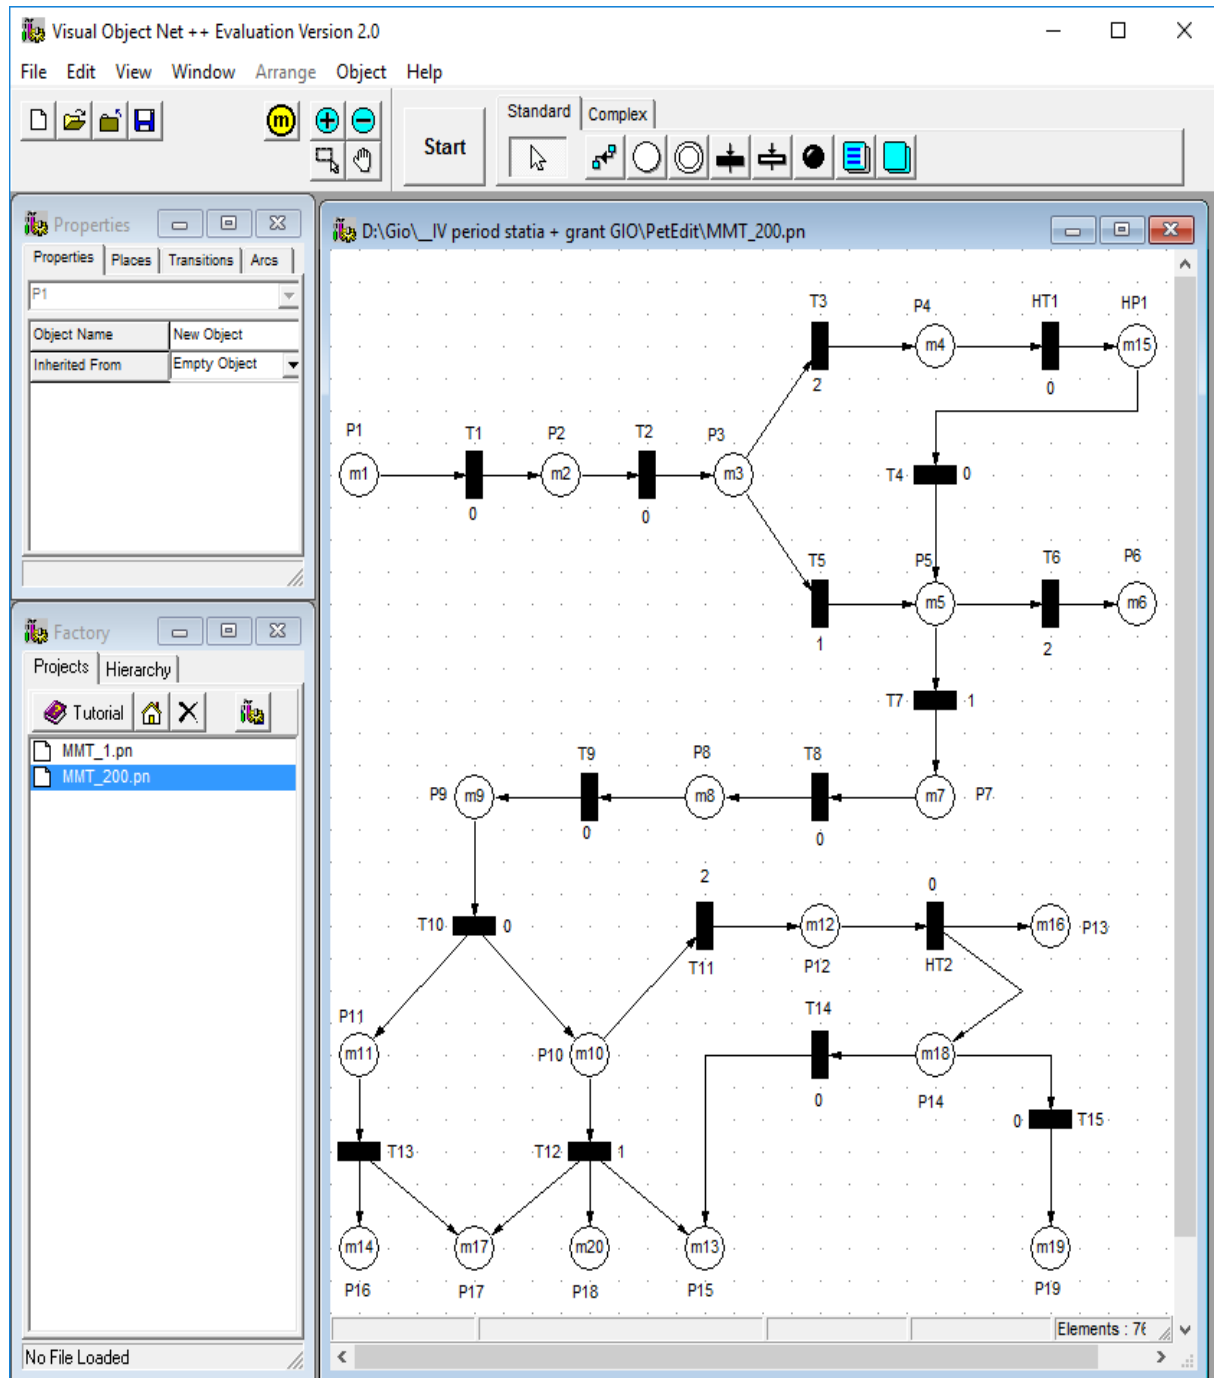 Visual Object Net ++ Evaluation Version 2.0
File Edit View Window Arrange Object Help
m
Start
Standard Complex
Properties
Properties Places Transitions Arcs
P1
Object Name New Object
Inherited From Empty Object
Factory
Projects Hierarchy
Tutorial
MMT_1.pn
MMT_200.pn
No File Loaded
D:\Gio\__IV period statia + grant GIO\PetEdit\MMT_200.pn
T3 P4 HT1 HP1
m4 m15
2 0
P1 T1 P2 T2 P3
m1 m2 m3 T4 0
0 0
T5 P5 T6 P6
m5 m6
1 2
T7 1
T9 P8 T8
P9 m9 m8 m7 P7
0 0
2 0
T10 0 m12 m16 P13
T11 P12 HT2
P11 T14
m11 P10 m10 m18
0 P14
0 T15
T13 T12 1
m14 m17 m20 m13 m19
P16 P17 P18 P15 P19
Elements : 76